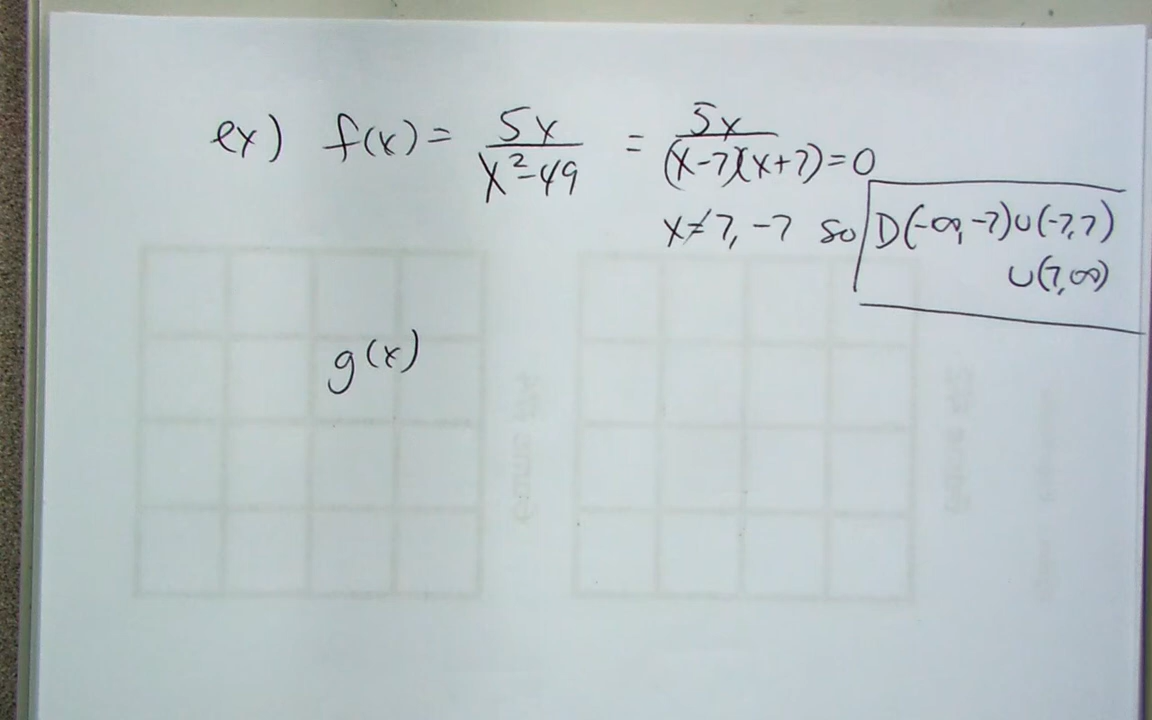 ex) f(x) = 5x / x²-49 = 5x / (x-7)(x+7)=0
x≠7, -7 so D(-∞,-7)∪(-7,7)
∪(7,∞)
g(x)